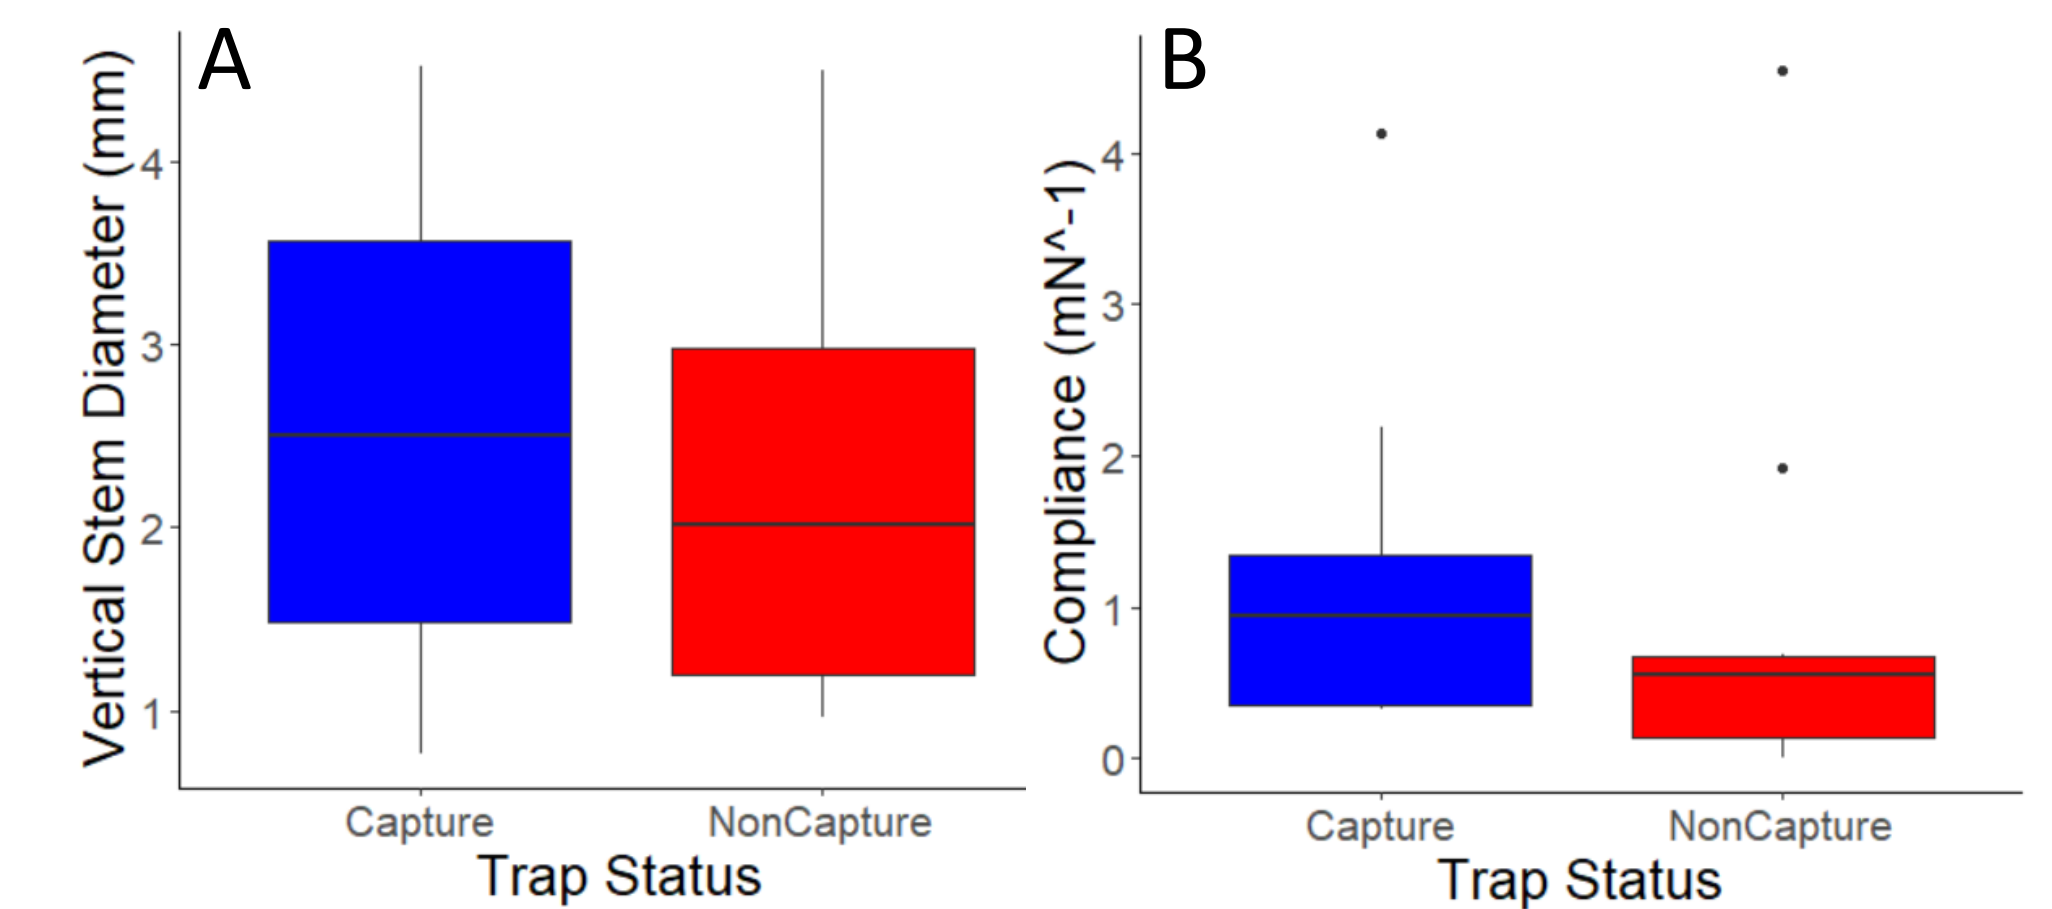 A
Vertical Stem Diameter (mm)
4
3
2
1
Capture NonCapture
Trap Status
B
Compliance (mN^-1)
4
3
2
1
0
Capture NonCapture
Trap Status